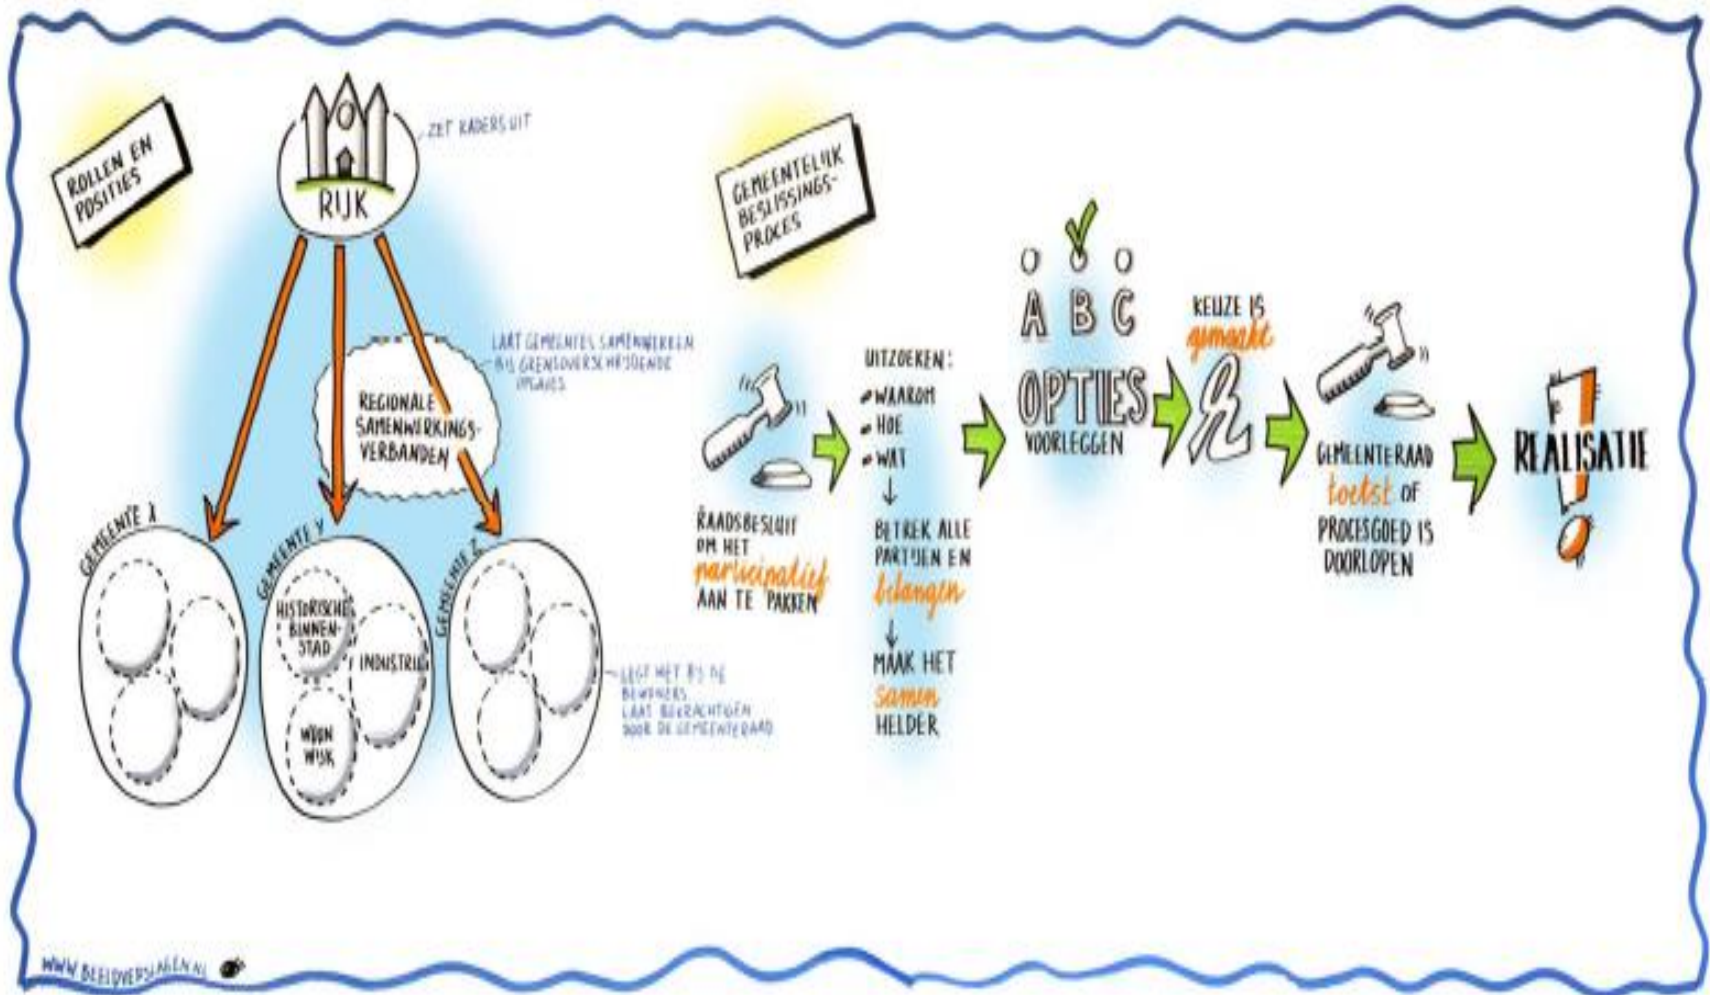 ROLLEN EN
POSITIES
RIJK
ZET KADERS UIT
LAAT GEMEENTES SAMENWERKEN
BIJ GRENSOVERSCHRIJDENDE
OPGAVES
REGIONALE
SAMENWERKINGS-
VERBANDEN
GEMEENTE X
GEMEENTE Y
GEMEENTE Z
HISTORISCHE
BINNEN-
STAD
INDUSTRIE
WOON
WIJK
LEGT HET BIJ DE
BEWONERS
LAAT BEKRACHTIGEN
DOOR DE GEMEENTERAAD
GEMEENTELIJK
BESLISSINGS-
PROCES
RAADSBESLUIT
OM HET
participatief
AAN TE PAKKEN
UITZOEKEN:
WAAROM
HOE
WAT
BETREK ALLE
PARTIJEN EN
belangen
MAAK HET
samen
HELDER
A B C
OPTIES
VOORLEGGEN
KEUZE IS
gemaakt
GEMEENTERAAD
toetst OF
PROCES GOED IS
DOORLOPEN
REALISATIE
WWW.BEELDVERSLAGEN.NL